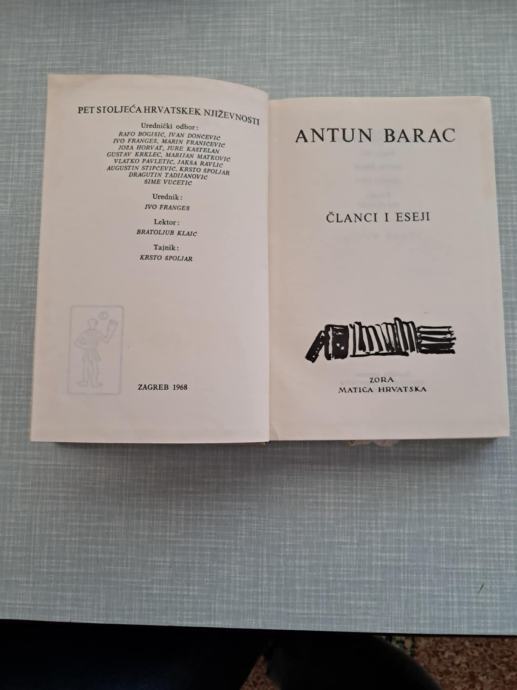 PET STOLJEĆA HRVATSKEK NJIŽEVNOSTI
Urednički odbor:
RAFO BOGIŠIĆ, IVAN DONČEVIĆ
IVO FRANGEŠ, MARIN FRANIČEVIĆ
JOŽA HORVAT, JURE KAŠTELAN
GUSTAV KRKLEC, MARIJAN MATKOVIĆ
VLATKO PAVLETIĆ, JAKŠA RAVLIĆ
AUGUSTIN STIPČEVIĆ, KRSTO ŠPOLJAR
DRAGUTIN TADIJANOVIĆ
ŠIME VUČETIĆ
Urednik:
IVO FRANGEŠ
Lektor:
BRATOLJUB KLAIĆ
Tajnik:
KRSTO ŠPOLJAR
ZAGREB 1968
ANTUN BARAC
ČLANCI I ESEJI
ZORA
MATICA HRVATSKA